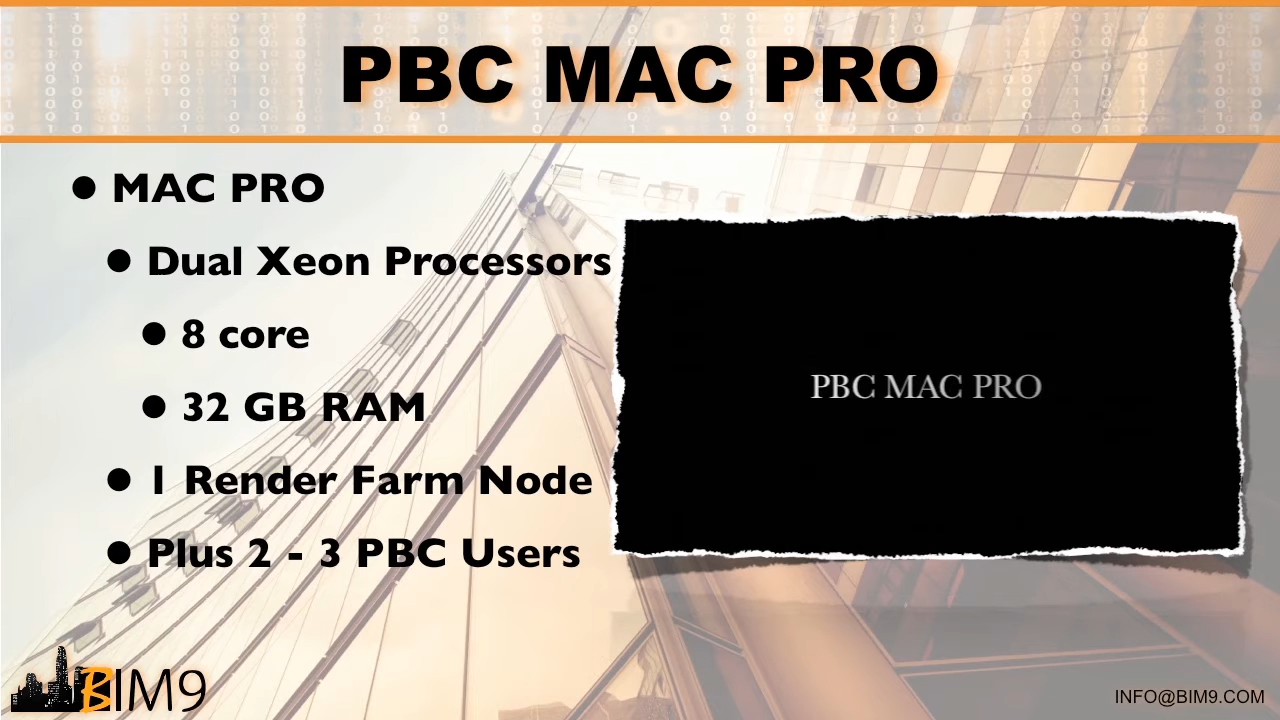 PBC MAC PRO
● MAC PRO
● Dual Xeon Processors
● 8 core
● 32 GB RAM
● 1 Render Farm Node
● Plus 2 - 3 PBC Users
PBC MAC PRO
BIM9
INFO@BIM9.COM